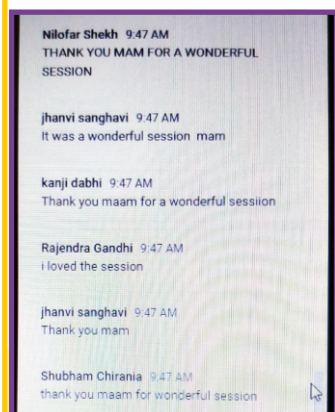 Nilofar Shekh 9:47 AM
THANK YOU MAM FOR A WONDERFUL
SESSION
jhanvi sanghavi 9:47 AM
It was a wonderful session mam
kanji dabhi 9:47 AM
Thank you maam for a wonderful sessiion
Rajendra Gandhi 9:47 AM
i loved the session
jhanvi sanghavi 9:47 AM
Thank you mam
Shubham Chirania 9:47 AM
thank you maam for wonderful session